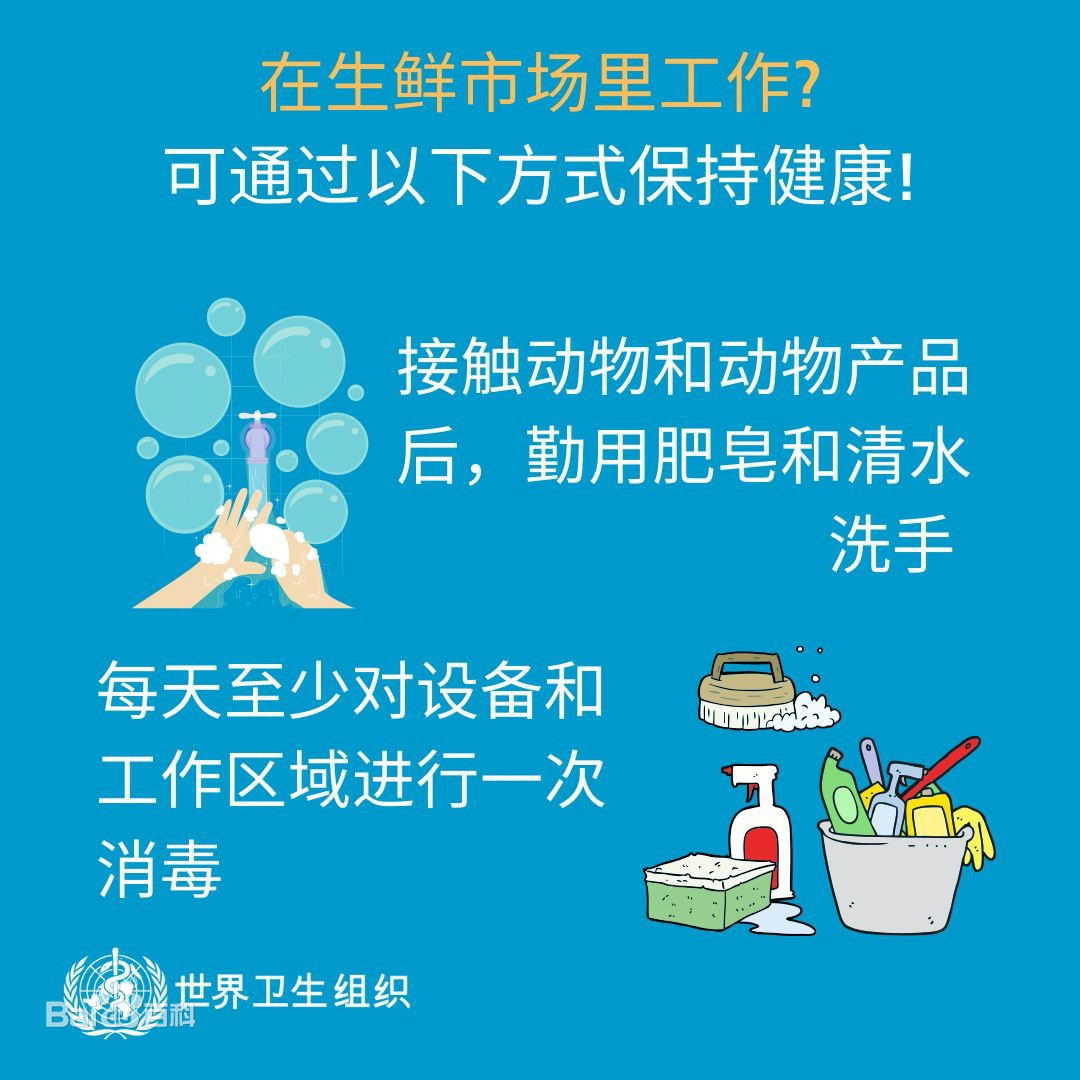 在生鲜市场里工作?
可通过以下方式保持健康!
接触动物和动物产品
后，勤用肥皂和清水
洗手
每天至少对设备和
工作区域进行一次
消毒
世界卫生组织
Baidu百科